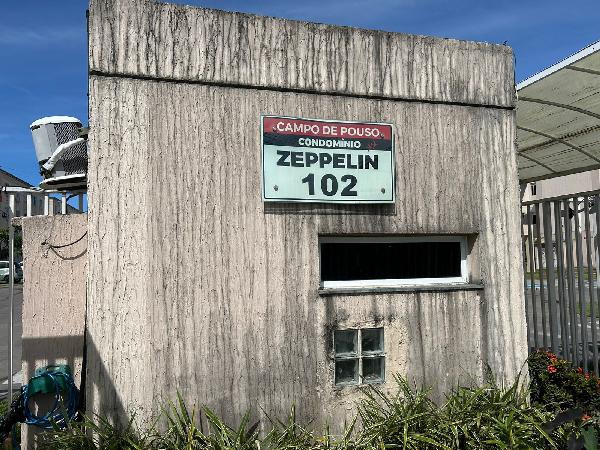 CAMPO DE POUSO
CONDOMÍNIO
ZEPPELIN
102